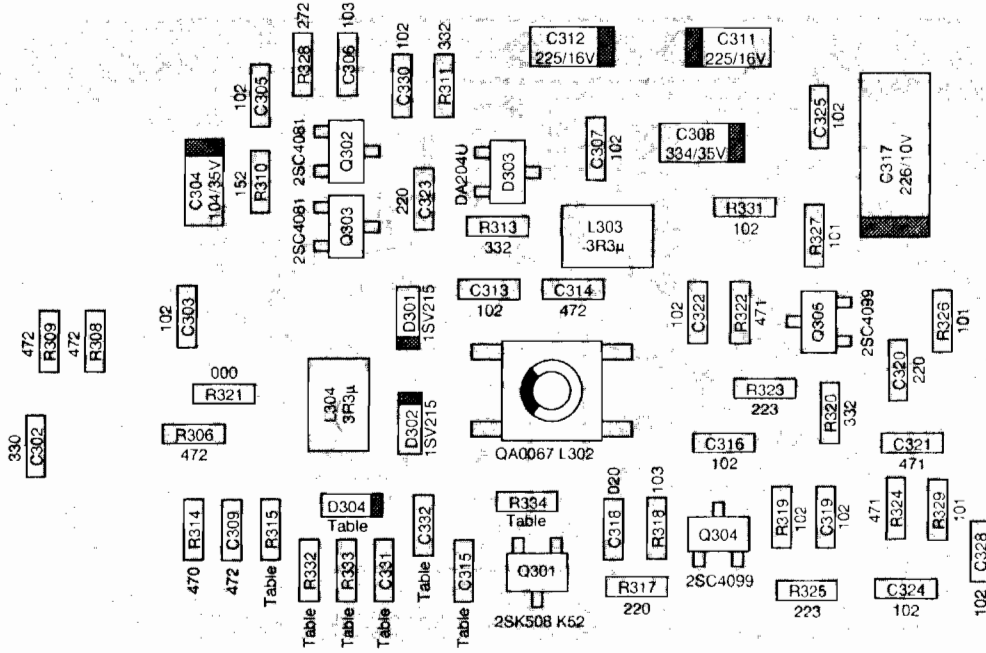 272
R328
103
C306
102
C330
332
R311
C312
225/16V
C311
225/16V
102
C305
C304
104/35V
152
R310
2SC4081
Q302
2SC4081
Q303
220
C323
DA204U
D303
R313
332
C307
102
C308
334/35V
C325
102
C317
226/10V
L303
3R3µ
R331
102
R327
101
472
R309
472
R308
102
C303
D301
1SV215
C313
102
C314
472
102
C322
R322
471
Q305
2SC4099
R326
101
C320
220
000
R321
L304
3R3µ
D302
1SV215
QA0067 L302
R323
223
R320
332
330
C302
R306
472
C316
102
C321
471
R314
470
C309
472
R315
Table
D304
Table
R332
Table
R333
Table
C331
Table
C332
Table
C315
Table
R334
Table
Q301
2SK508 K52
020
C318
103
R318
R317
220
Q304
2SC4099
R319
102
C319
102
471
R324
R329
101
R325
223
C324
102
C328
102